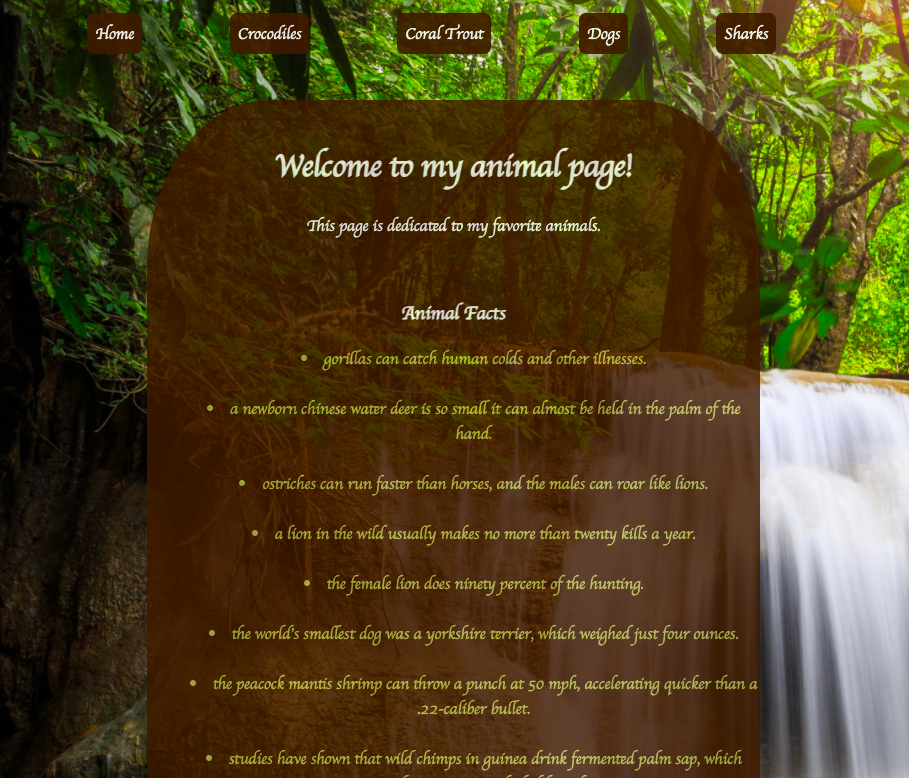 Home
Crocodiles
Coral Trout
Dogs
Sharks
Welcome to my animal page!
This page is dedicated to my favorite animals.
Animal Facts
• gorillas can catch human colds and other illnesses.
• a newborn chinese water deer is so small it can almost be held in the palm of the
hand.
• ostriches can run faster than horses, and the males can roar like lions.
• a lion in the wild usually makes no more than twenty kills a year.
• the female lion does ninety percent of the hunting.
• the world's smallest dog was a yorkshire terrier, which weighed just four ounces.
• the peacock mantis shrimp can throw a punch at 50 mph, accelerating quicker than a
.22-caliber bullet.
• studies have shown that wild chimps in guinea drink fermented palm sap, which